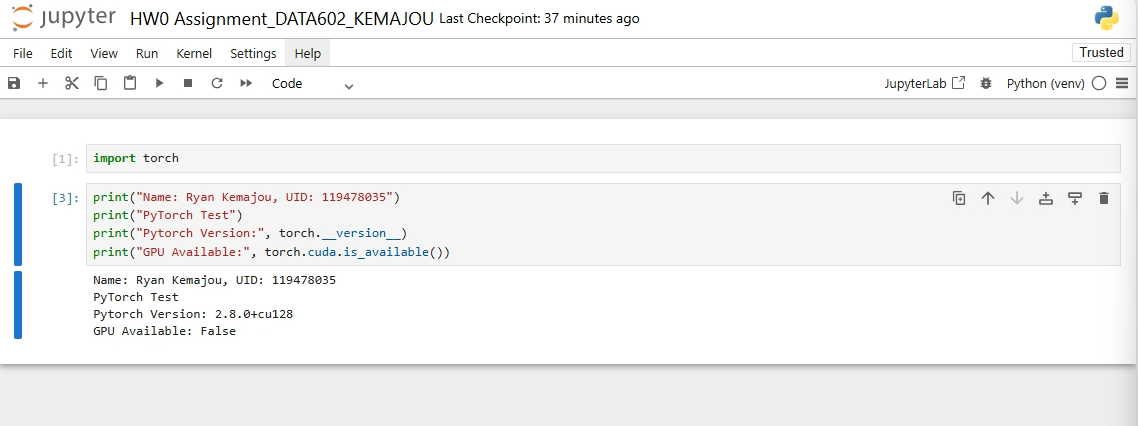 jupyter HW0 Assignment_DATA602_KEMAJOU Last Checkpoint: 37 minutes ago
File Edit View Run Kernel Settings Help Trusted
Code JupyterLab Python (venv)
[1]: import torch
[3]: print("Name: Ryan Kemajou, UID: 119478035")
print("PyTorch Test")
print("Pytorch Version:", torch.__version__)
print("GPU Available:", torch.cuda.is_available())
Name: Ryan Kemajou, UID: 119478035
PyTorch Test
Pytorch Version: 2.8.0+cu128
GPU Available: False